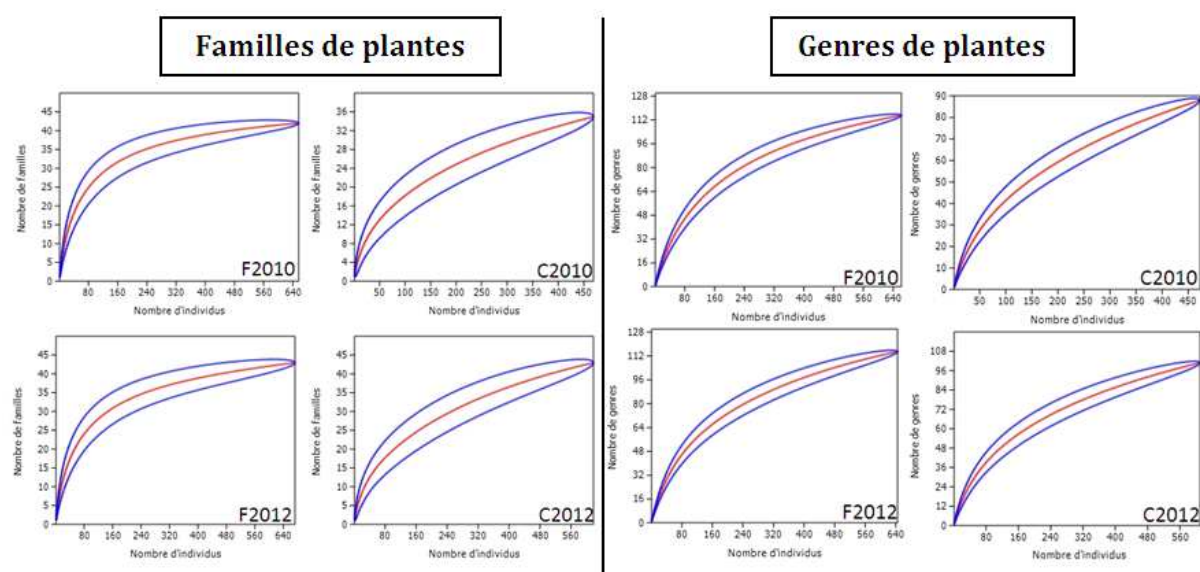 Familles de plantes
45
40
35
30
25
20
15
10
5
0
Nombre de familles
80 160 240 320 400 480 560 640
Nombre d'individus
F2010
36
32
28
24
20
16
12
8
4
0
Nombre de familles
50 100 150 200 250 300 350 400 450
Nombre d'individus
C2010
45
40
35
30
25
20
15
10
5
0
Nombre de familles
80 160 240 320 400 480 560 640
Nombre d'individus
F2012
45
40
35
30
25
20
15
10
5
0
Nombre de familles
80 160 240 320 400 480 560
Nombre d'individus
C2012
Genres de plantes
128
112
96
80
64
48
32
16
0
Nombre de genres
80 160 240 320 400 480 560 640
Nombre d'individus
F2010
90
80
70
60
50
40
30
20
10
0
Nombre de genres
50 100 150 200 250 300 350 400 450
Nombre d'individus
C2010
128
112
96
80
64
48
32
16
0
Nombre de genres
80 160 240 320 400 480 560 640
Nombre d'individus
F2012
108
96
84
72
60
48
36
24
12
0
Nombre de genres
80 160 240 320 400 480 560
Nombre d'individus
C2012